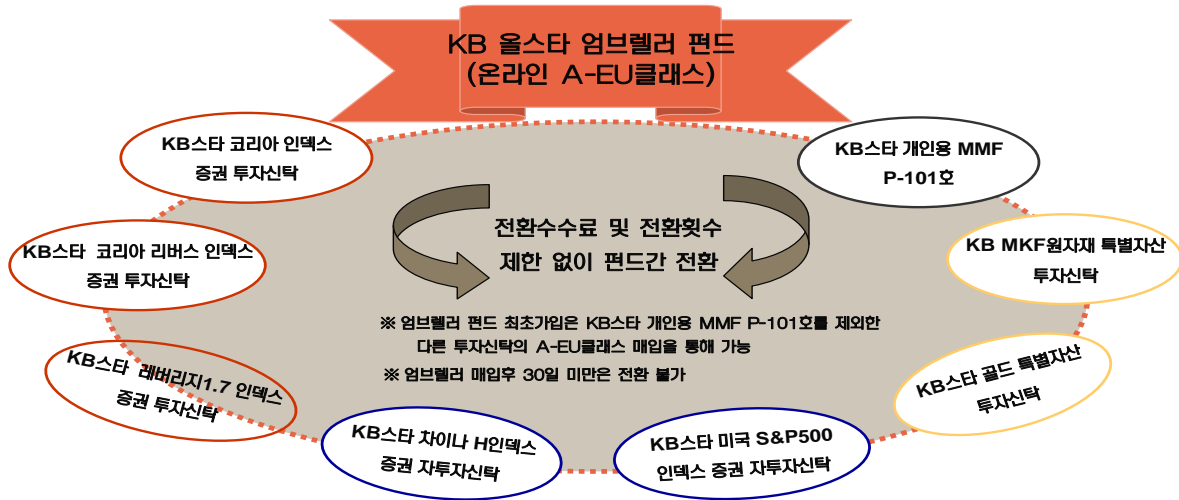 KB 올스타 엄브렐러 펀드
(온라인 A-EU클래스)
KB스타 코리아 인덱스
증권 투자신탁
KB스타 개인용 MMF
P-101호
KB스타 코리아 리버스 인덱스
증권 투자신탁
전환수수료 및 전환횟수
제한 없이 펀드간 전환
KB MKF원자재 특별자산
투자신탁
※ 엄브렐러 펀드 최초가입은 KB스타 개인용 MMF P-101호를 제외한
다른 투자신탁의 A-EU클래스 매입을 통해 가능
※ 엄브렐러 매입후 30일 미만은 전환 불가
KB스타 레버리지1.7 인덱스
증권 투자신탁
KB스타 골드 특별자산
투자신탁
KB스타 차이나 H인덱스
증권 자투자신탁
KB스타 미국 S&P500
인덱스 증권 자투자신탁